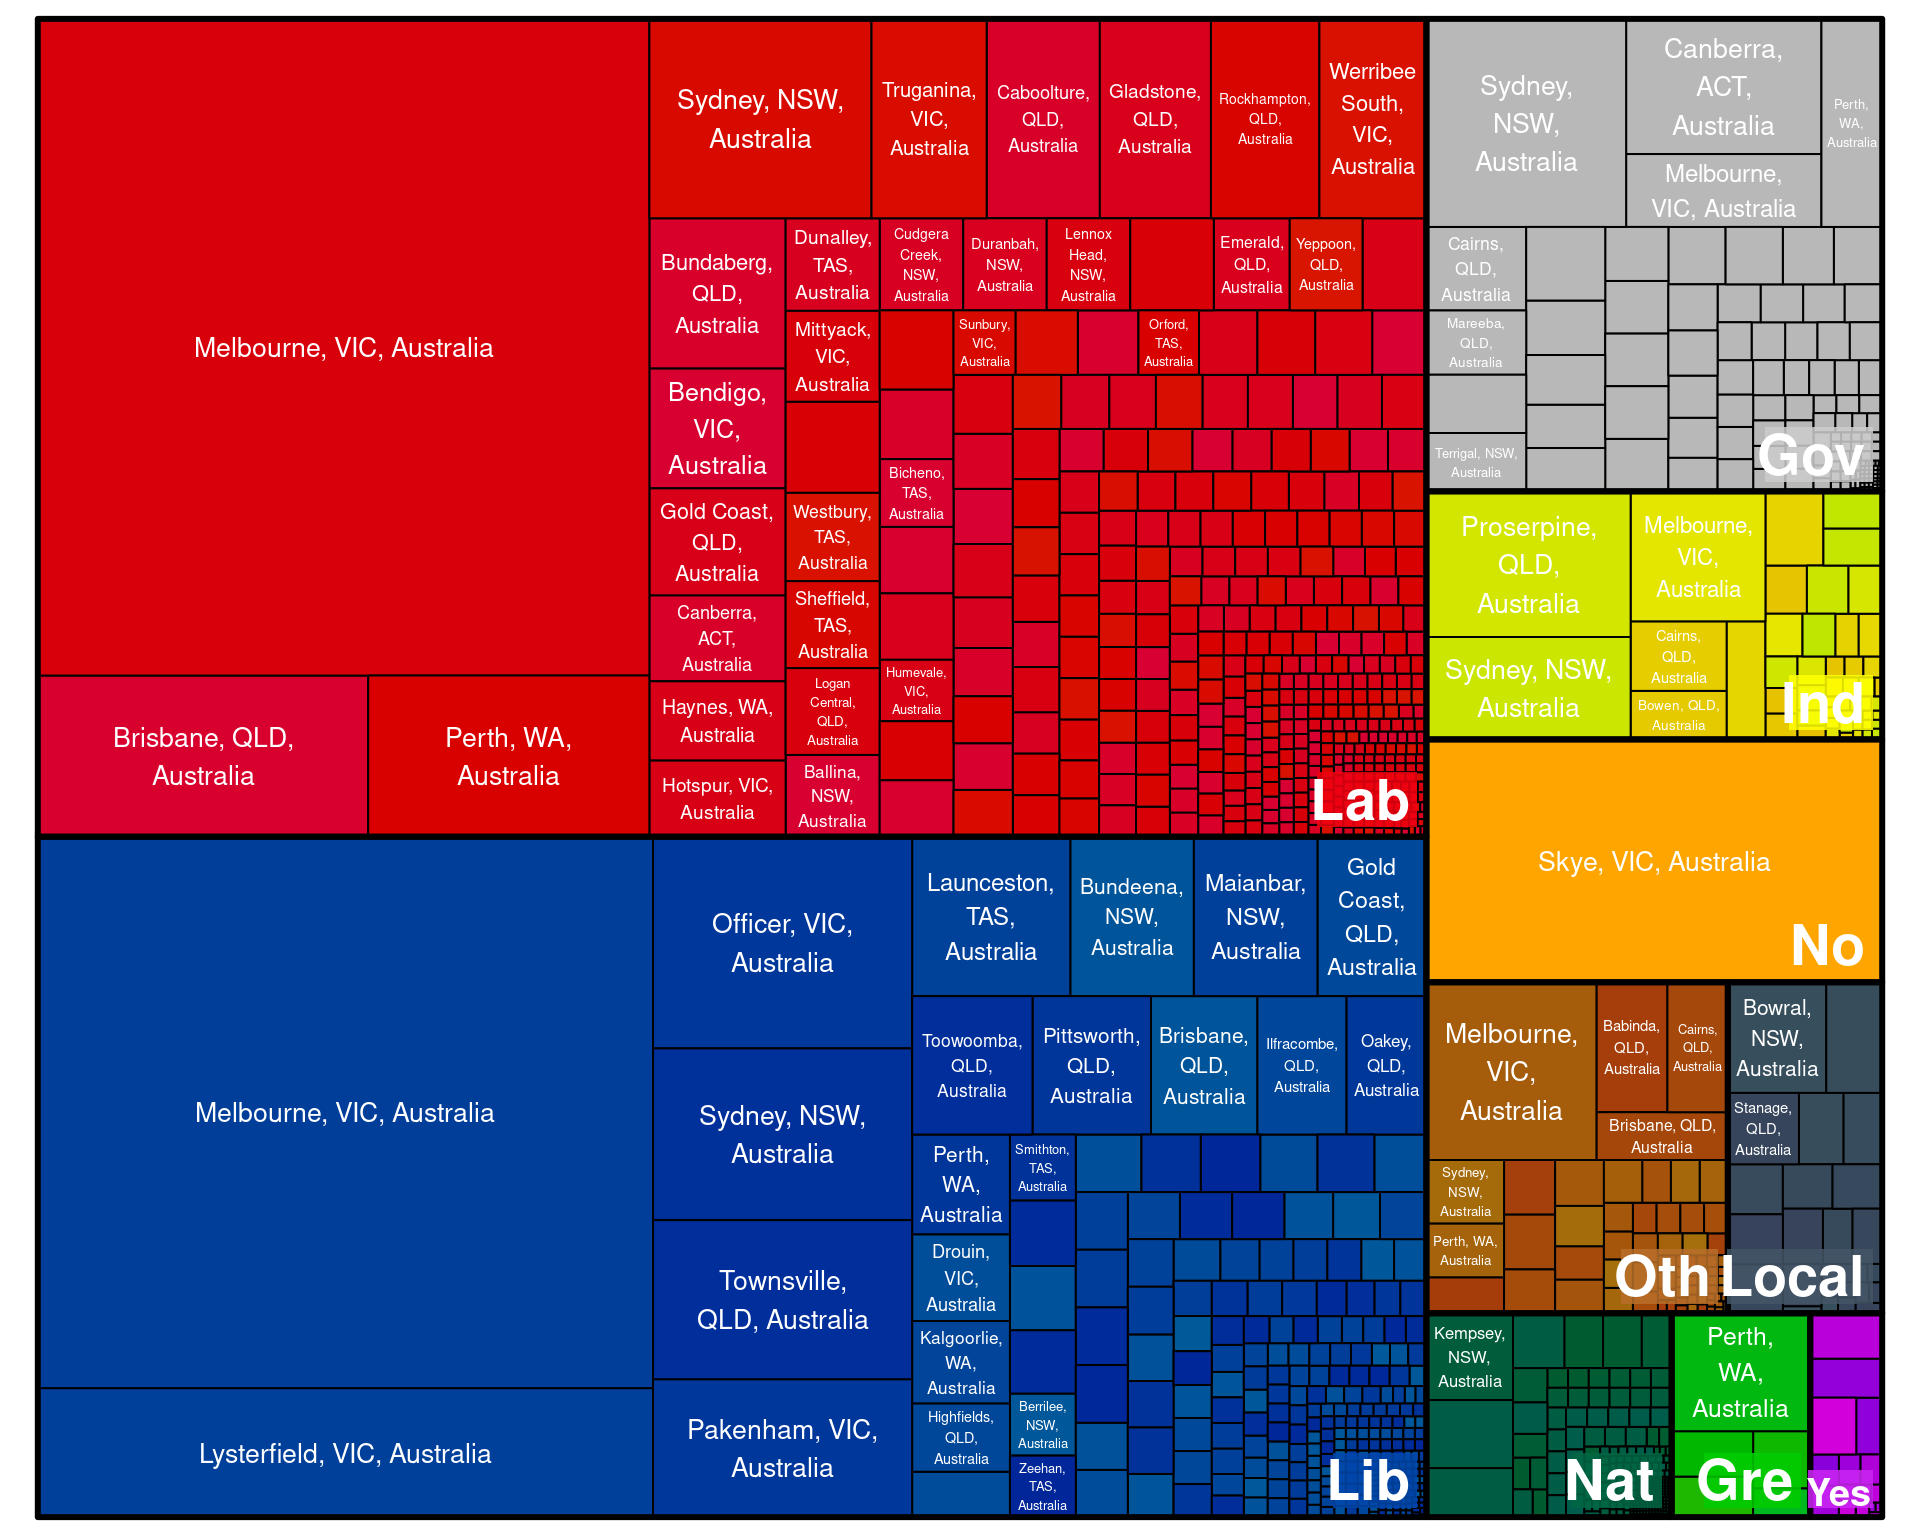 Melbourne, VIC, Australia
Brisbane, QLD,
Australia
Perth, WA,
Australia
Sydney, NSW,
Australia
Truganina,
VIC,
Australia
Caboolture,
QLD,
Australia
Gladstone,
QLD,
Australia
Rockhampton,
QLD,
Australia
Werribee
South,
VIC,
Australia
Bundaberg,
QLD,
Australia
Bendigo,
VIC,
Australia
Gold Coast,
QLD,
Australia
Canberra,
ACT,
Australia
Haynes, WA,
Australia
Hotspur, VIC,
Australia
Dunalley,
TAS,
Australia
Mittyack,
VIC,
Australia
Westbury,
TAS,
Australia
Sheffield,
TAS,
Australia
Logan
Central,
QLD,
Australia
Ballina,
NSW,
Australia
Cudgera
Creek,
NSW,
Australia
Duranbah,
NSW,
Australia
Lennox
Head,
NSW,
Australia
Emerald,
QLD,
Australia
Yeppoon,
QLD,
Australia
Sunbury,
VIC,
Australia
Orford,
TAS,
Australia
Bicheno,
TAS,
Australia
Humevale,
VIC,
Australia
Lab
Melbourne, VIC, Australia
Lysterfield, VIC, Australia
Officer, VIC,
Australia
Sydney, NSW,
Australia
Townsville,
QLD, Australia
Pakenham, VIC,
Australia
Launceston,
TAS,
Australia
Bundeena,
NSW,
Australia
Maianbar,
NSW,
Australia
Gold
Coast,
QLD,
Australia
Toowoomba,
QLD,
Australia
Pittsworth,
QLD,
Australia
Brisbane,
QLD,
Australia
Ilfracombe,
QLD,
Australia
Oakey,
QLD,
Australia
Perth,
WA,
Australia
Drouin,
VIC,
Australia
Kalgoorlie,
WA,
Australia
Highfields,
QLD,
Australia
Smithton,
TAS,
Australia
Berrilee,
NSW,
Australia
Zeehan,
TAS,
Australia
Lib
Sydney,
NSW,
Australia
Canberra,
ACT,
Australia
Melbourne,
VIC, Australia
Perth,
WA,
Australia
Cairns,
QLD,
Australia
Mareeba,
QLD,
Australia
Terrigal, NSW,
Australia
Gov
Proserpine,
QLD,
Australia
Sydney, NSW,
Australia
Melbourne,
VIC,
Australia
Cairns,
QLD,
Australia
Bowen, QLD,
Australia
Ind
Skye, VIC, Australia
No
Melbourne,
VIC,
Australia
Babinda,
QLD,
Australia
Cairns,
QLD,
Australia
Brisbane, QLD,
Australia
Sydney,
NSW,
Australia
Perth, WA,
Australia
Oth
Bowral,
NSW,
Australia
Stanage,
QLD,
Australia
Local
Kempsey,
NSW,
Australia
Nat
Perth,
WA,
Australia
Gre
Yes